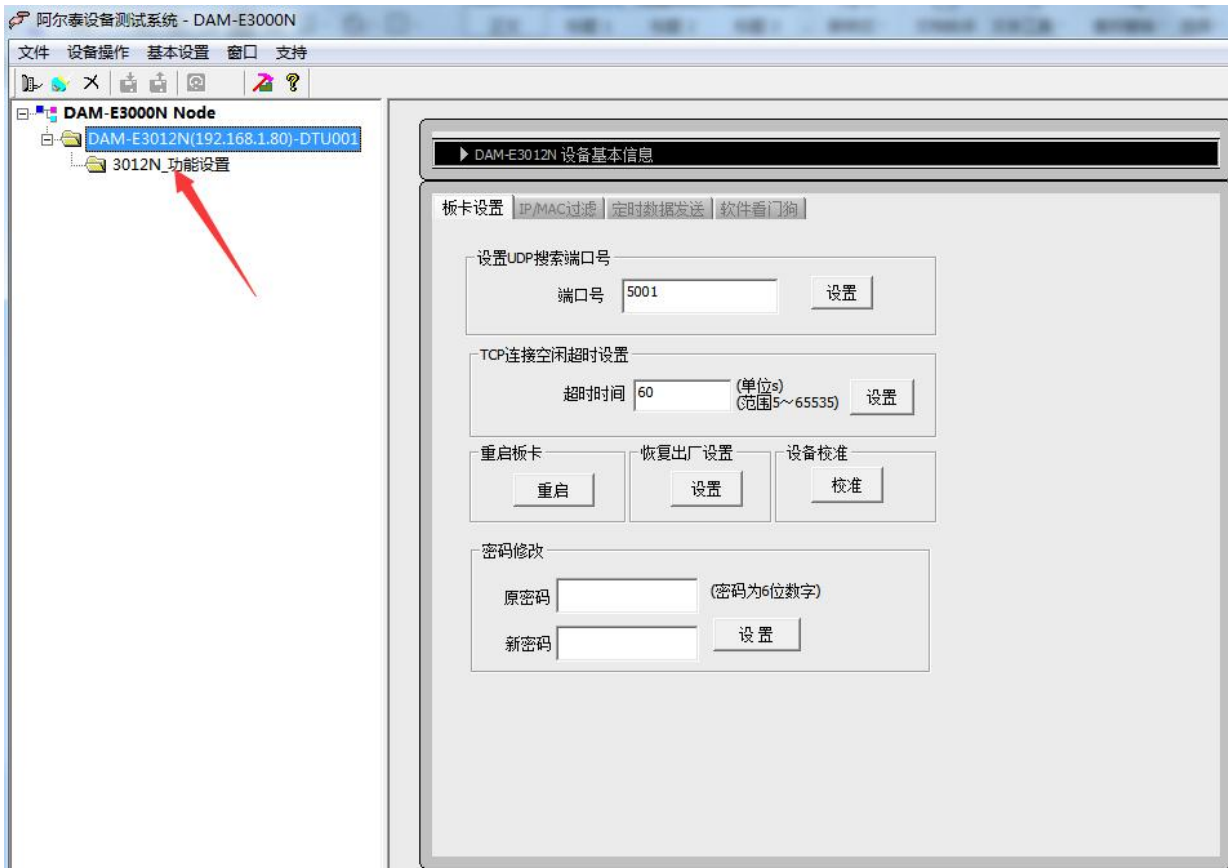 阿尔泰设备测试系统 - DAM-E3000N
文件 设备操作 基本设置 窗口 支持
DAM-E3000N Node
DAM-E3012N(192.168.1.80)-DTU001
3012N_功能设置
DAM-E3012N 设备基本信息
板卡设置 IP/MAC过滤 定时数据发送 软件看门狗
设置UDP搜索端口号
端口号 5001 设置
TCP连接空闲超时设置
超时时间 60 (单位s) 设置
(范围5～65535)
重启板卡 恢复出厂设置 设备校准
重启 设置 校准
密码修改
原密码 (密码为6位数字)
新密码 设置